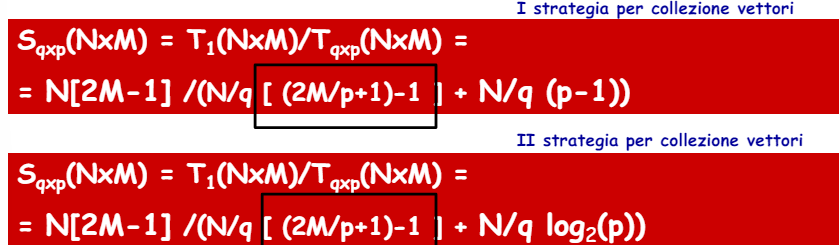 I strategia per collezione vettori
Sqxp(NxM) = T1(NxM)/Tqxp(NxM) =
= N[2M-1] /(N/q [ (2M/p+1)-1 ] + N/q (p-1))
II strategia per collezione vettori
Sqxp(NxM) = T1(NxM)/Tqxp(NxM) =
= N[2M-1] /(N/q [ (2M/p+1)-1 ] + N/q log2(p))